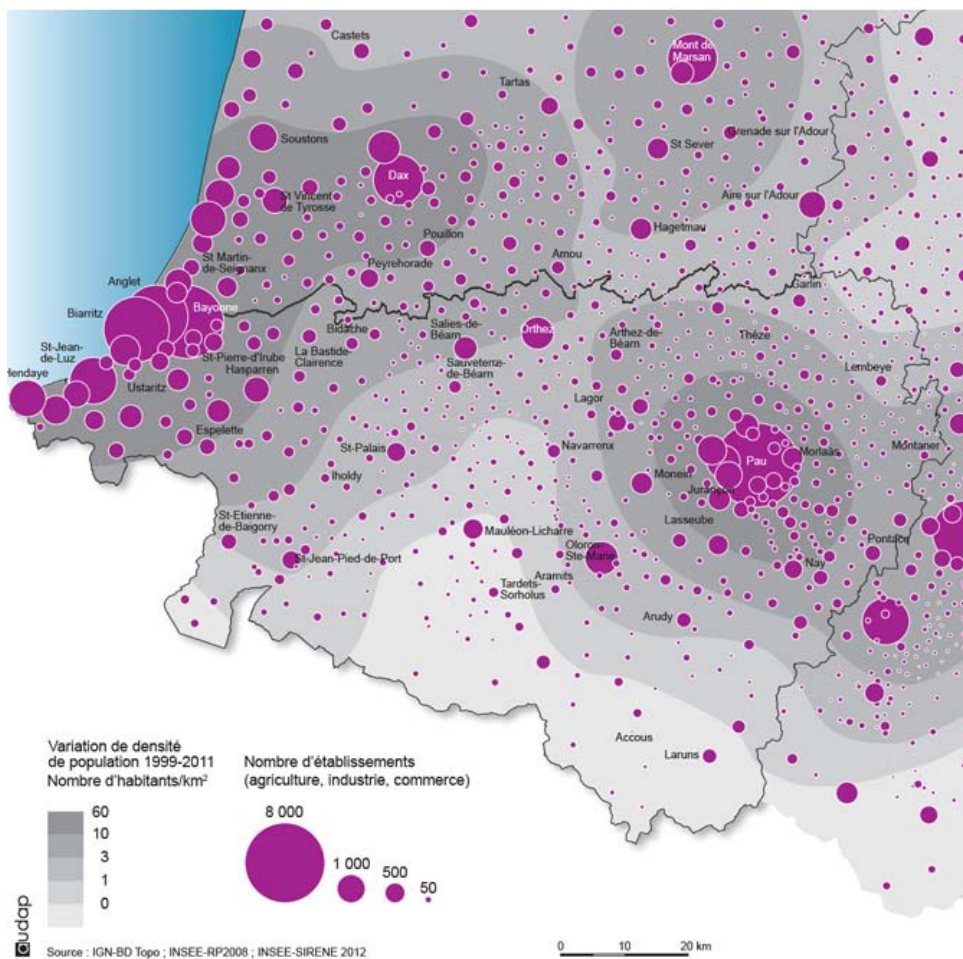 Castets
Mont de
Marsan
Tartas
Soustons
Grenade sur l'Adour
St Sever
Dax
St Vincent
de Tyrosse
Aire sur l'Adour
Pouillon
Hagetmau
St Martin-
de-Seignanx
Peyrehorade
Amou
Anglet
Garlin
Biarritz
Bayonne
Bidache
Salies-de-
Béarn
Orthez
Arthez-de-
Béarn
Thèze
St-Jean-
de-Luz
St-Pierre-d'Irube
La Bastide-
Clairence
Sauveterre-
de-Béarn
Lembeye
Hendaye
Hasparren
Ustaritz
Lagor
Espelette
St-Palais
Navarrenx
Morlaàs
Montaner
Pau
Iholdy
Monein
Jurançon
St-Etienne-
de-Baigorry
Lasseube
Mauléon-Licharre
Pontacq
St-Jean-Pied-de-Port
Oloron
Ste-Marie
Nay
Aramits
Tardets-
Sorholus
Arudy
Accous
Laruns
Variation de densité
de population 1999-2011
Nombre d'habitants/km²
60
10
3
1
0
Nombre d'établissements
(agriculture, industrie, commerce)
8 000
1 000
500
50
audap
Source : IGN-BD Topo ; INSEE-RP2008 ; INSEE-SIRENE 2012
0 10 20 km